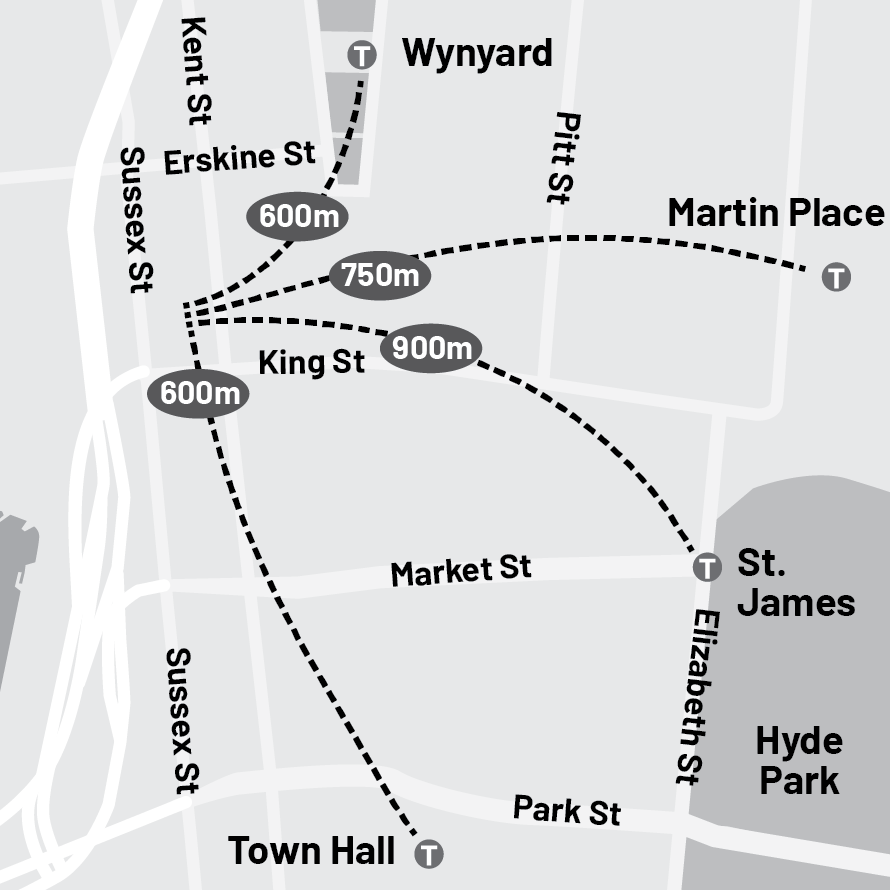 Kent St
T
Wynyard
Pitt St
Sussex St
Erskine St
600m
Martin Place
750m
T
King St
900m
600m
Market St
T
St.
James
Elizabeth St
Sussex St
Hyde
Park
Park St
Town Hall
T